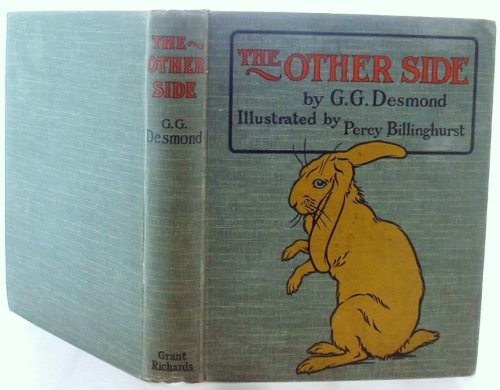 THE
OTHER
SIDE
G.G.
Desmond
Grant
Richards
THE OTHER SIDE
by G.G. Desmond
Illustrated by Percy Billinghurst